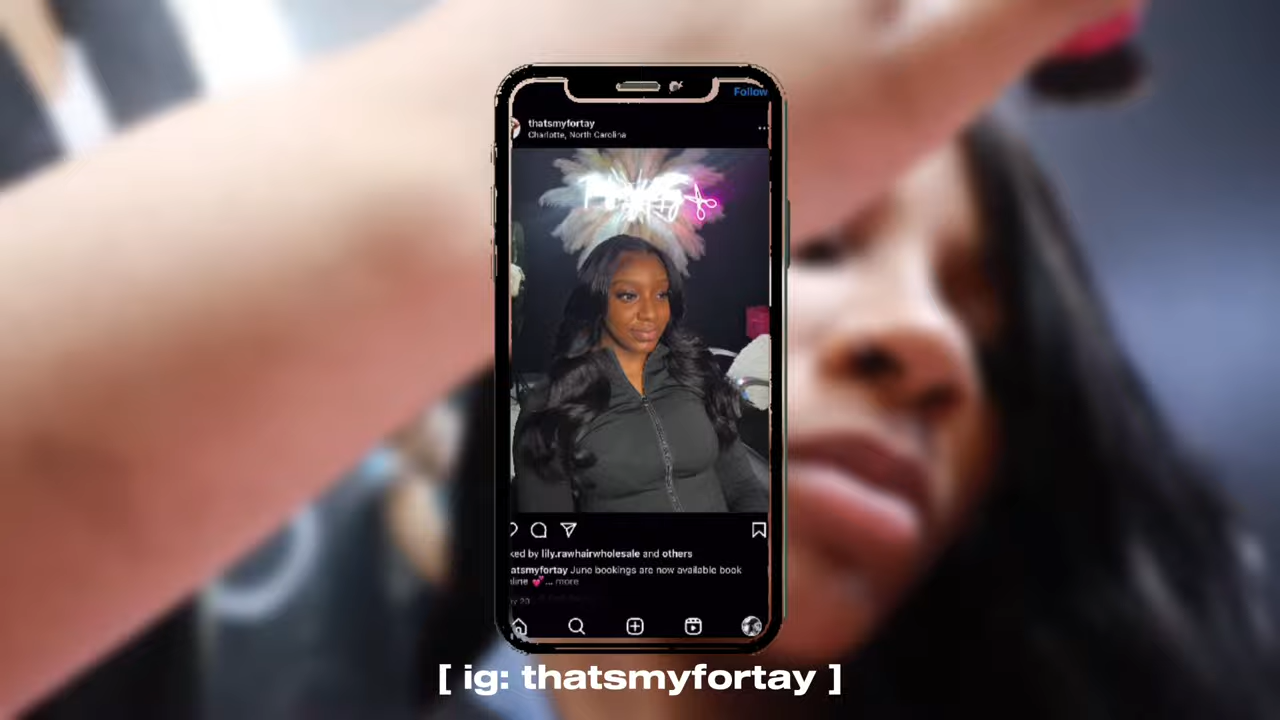 Follow
thatsmyfortay
Charlotte, North Carolina
ked by lily.rawhairwholesale and others
atsmyfortay June bookings are now available book
nline 💕... more
[ ig: thatsmyfortay ]